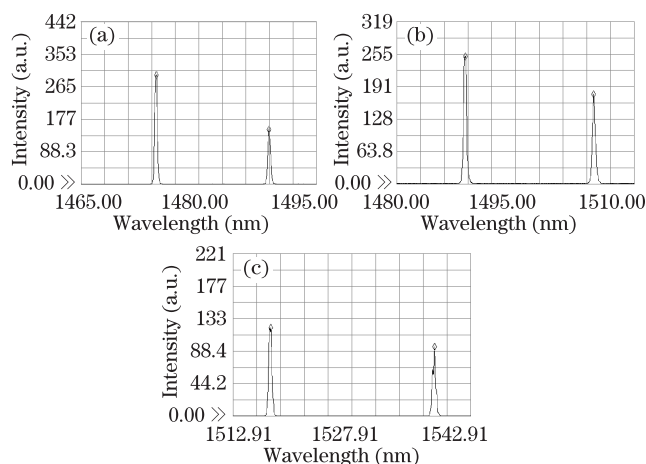 (a)
Intensity (a.u.)
442
353
265
177
88.3
0.00
1465.00 1480.00 1495.00
Wavelength (nm)
(b)
Intensity (a.u.)
319
255
191
128
63.8
0.00
1480.00 1495.00 1510.00
Wavelength (nm)
(c)
Intensity (a.u.)
221
177
133
88.4
44.2
0.00
1512.91 1527.91 1542.91
Wavelength (nm)